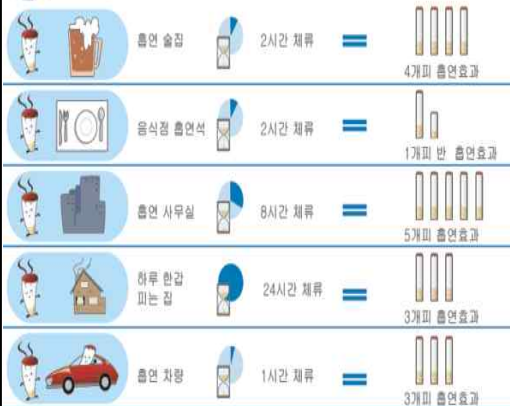 흡연 술집
2시간 체류
4개피 흡연효과
음식점 흡연석
2시간 체류
1개피 반 흡연효과
흡연 사무실
8시간 체류
5개피 흡연효과
하루 한갑
피는 집
24시간 체류
3개피 흡연효과
흡연 차량
1시간 체류
3개피 흡연효과